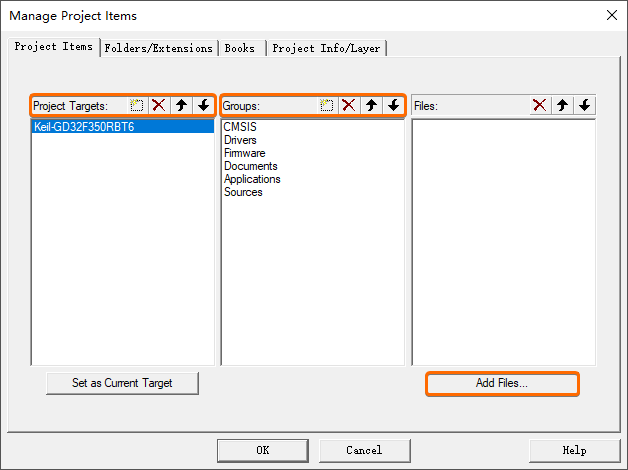 Manage Project Items
Project Items Folders/Extensions Books Project Info/Layer
Project Targets: Groups: Files:
Keil-GD32F350RBT6
CMSIS
Drivers
Firmware
Documents
Applications
Sources
Set as Current Target Add Files...
OK Cancel Help